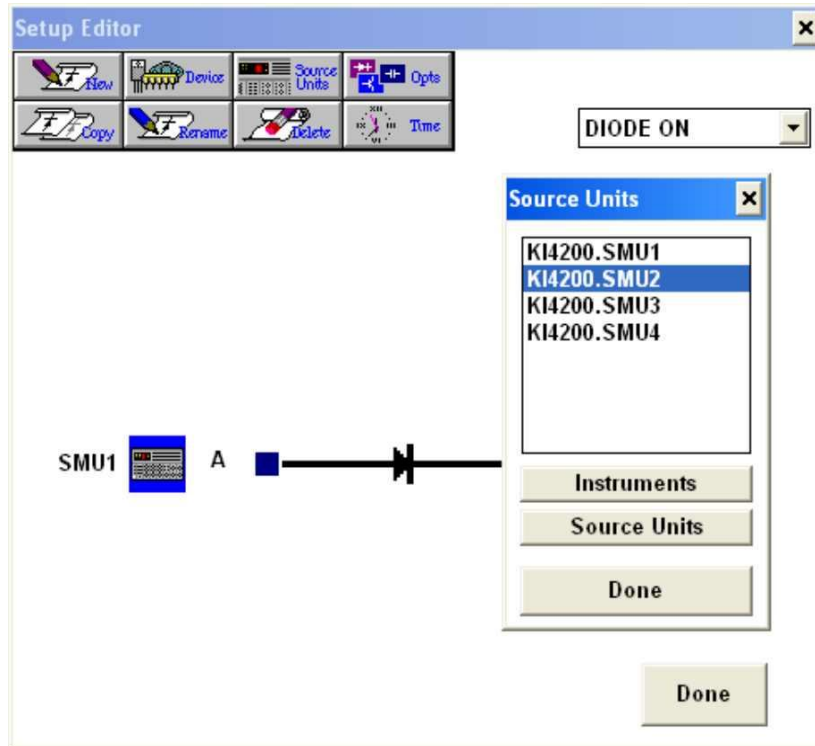 Setup Editor
New Device Source Units Opts
Copy Rename Delete Time
DIODE ON
Source Units
KI4200.SMU1
KI4200.SMU2
KI4200.SMU3
KI4200.SMU4
SMU1 A
Instruments
Source Units
Done
Done